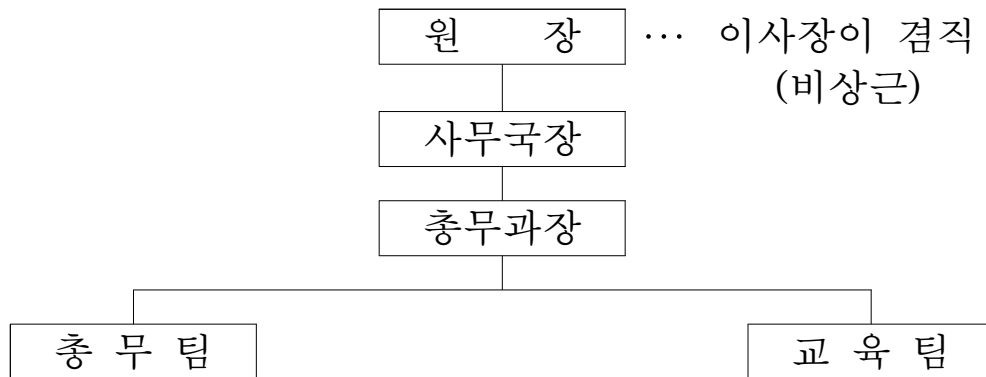 원 장 … 이사장이 겸직
(비상근)
사무국장
총무과장
총 무 팀
교 육 팀